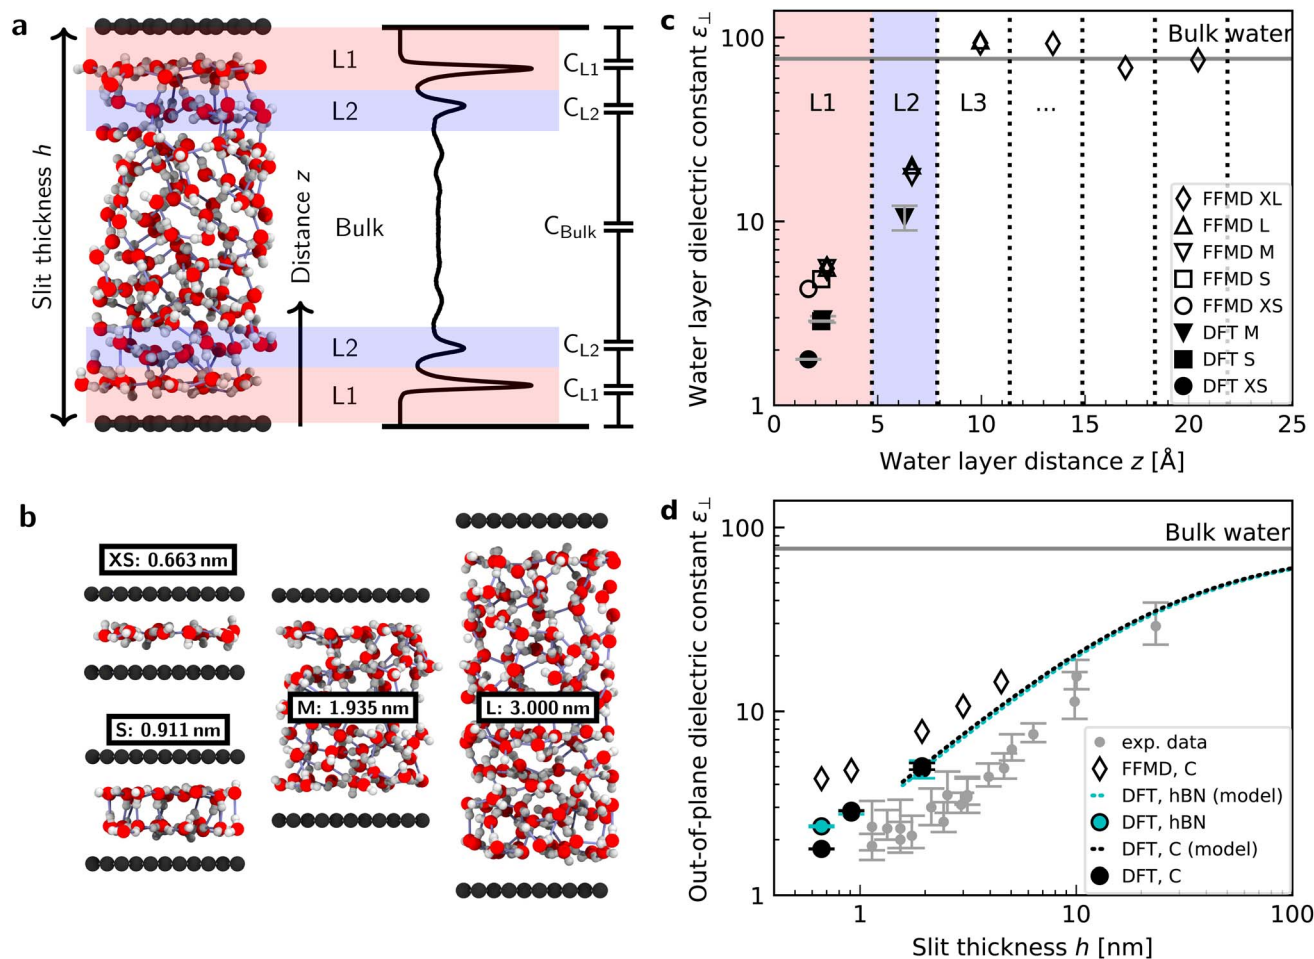 a
Slit thickness h
L1
L2
Bulk
L2
L1
Distance z
C_L1
C_L2
C_Bulk
C_L2
C_L1
b
XS: 0.663 nm
S: 0.911 nm
M: 1.935 nm
L: 3.000 nm
c
Water layer dielectric constant ε⊥
100
10
1
Bulk water
L1
L2
L3
...
FFMD XL
FFMD L
FFMD M
FFMD S
FFMD XS
DFT M
DFT S
DFT XS
0
5
10
15
20
25
Water layer distance z [Å]
d
Out-of-plane dielectric constant ε⊥
100
10
1
Bulk water
exp. data
FFMD, C
DFT, hBN (model)
DFT, hBN
DFT, C (model)
DFT, C
1
10
100
Slit thickness h [nm]